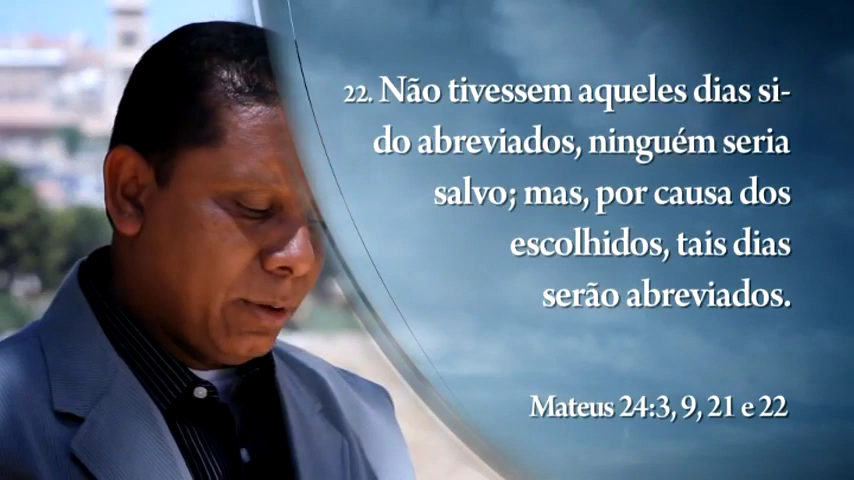 22. Não tivessem aqueles dias si-
do abreviados, ninguém seria
salvo; mas, por causa dos
escolhidos, tais dias
serão abreviados.
Mateus 24:3, 9, 21 e 22